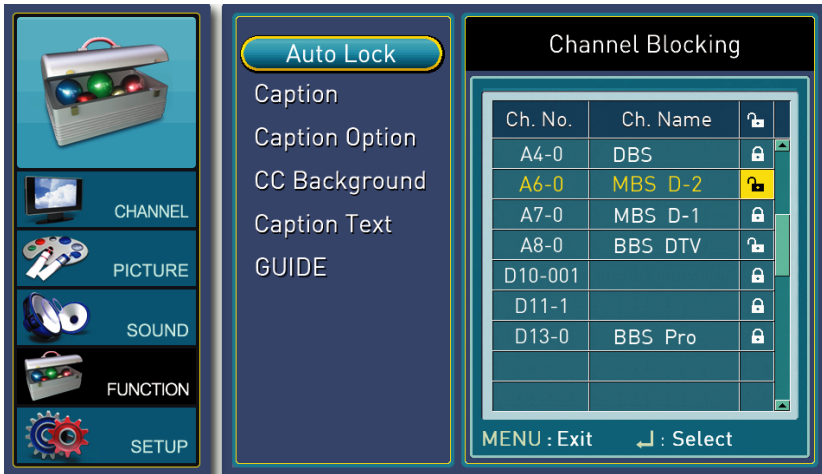 CHANNEL
PICTURE
SOUND
FUNCTION
SETUP
Auto Lock
Caption
Caption Option
CC Background
Caption Text
GUIDE
Channel Blocking
Ch. No. Ch. Name
A4-0 DBS
A6-0 MBS D-2
A7-0 MBS D-1
A8-0 BBS DTV
D10-001
D11-1
D13-0 BBS Pro
MENU : Exit : Select